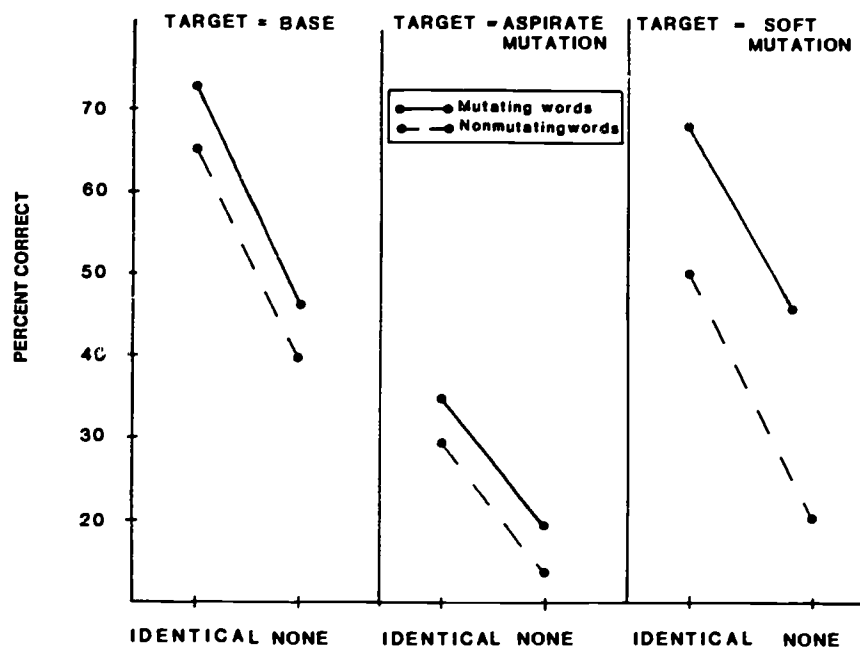 TARGET = BASE
TARGET = ASPIRATE
MUTATION
TARGET = SOFT
MUTATION
Mutating words
Nonmutatingwords
PERCENT CORRECT
70
60
50
40
30
20
IDENTICAL NONE
IDENTICAL NONE
IDENTICAL NONE